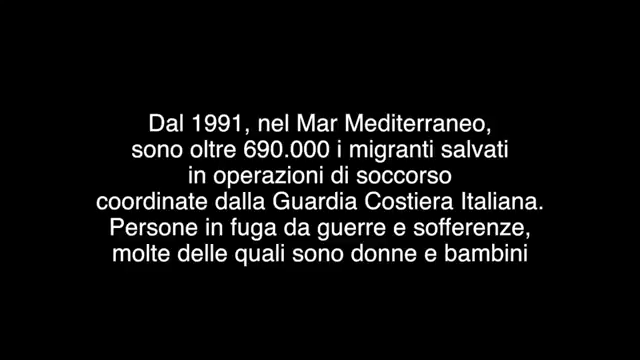 Dal 1991, nel Mar Mediterraneo,
sono oltre 690.000 i migranti salvati
in operazioni di soccorso
coordinate dalla Guardia Costiera Italiana.
Persone in fuga da guerre e sofferenze,
molte delle quali sono donne e bambini